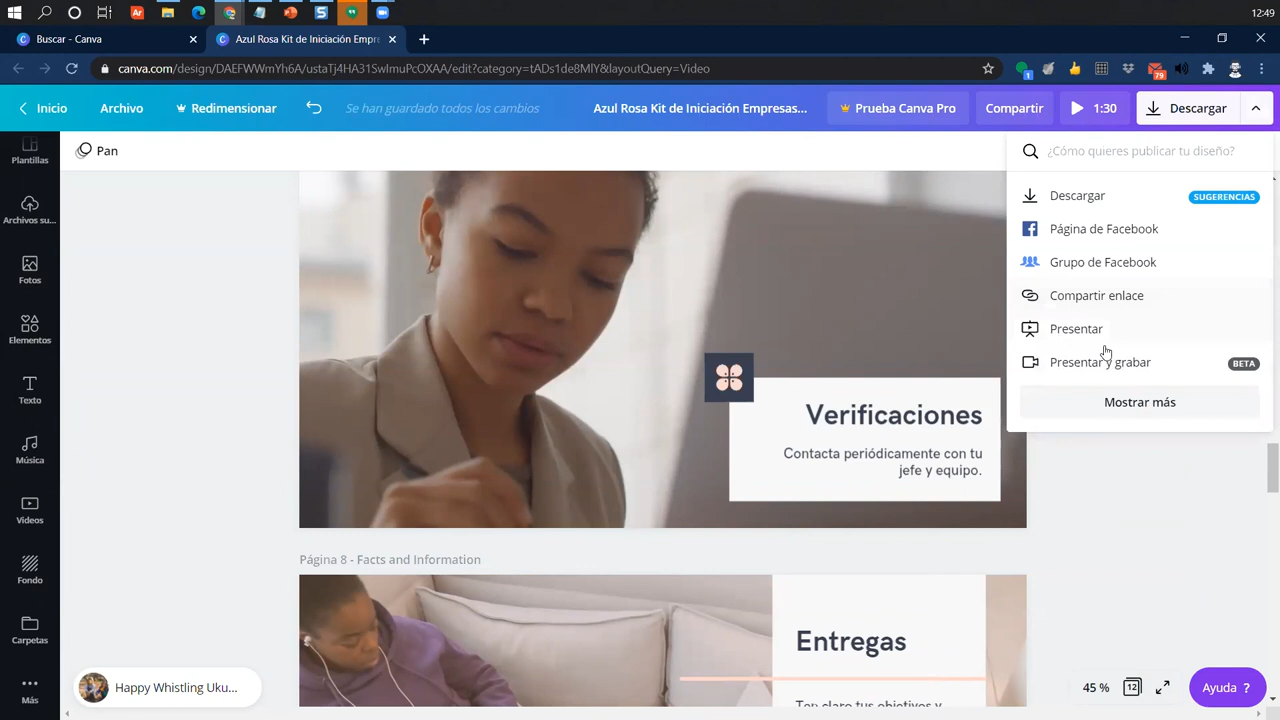 12:49
Buscar - Canva
Azul Rosa Kit de Iniciación Empre:
canva.com/design/DAEFWWmYh6A/ustaTj4HA31SwImuPcOXAA/edit?category=tADs1de8MlY&layoutQuery=Video
1
79
Inicio
Archivo
Redimensionar
Se han guardado todos los cambios
Azul Rosa Kit de Iniciación Empresas...
Prueba Canva Pro
Compartir
1:30
Descargar
Plantillas
Archivos su...
Fotos
Elementos
Texto
Música
Videos
Fondo
Carpetas
Más
Pan
¿Cómo quieres publicar tu diseño?
Descargar
SUGERENCIAS
Página de Facebook
Grupo de Facebook
Compartir enlace
Presentar
Presentar y grabar
BETA
Mostrar más
Verificaciones
Contacta periódicamente con tu
jefe y equipo.
Página 8 - Facts and Information
Entregas
Happy Whistling Uku...
45 %
12
Ayuda ?